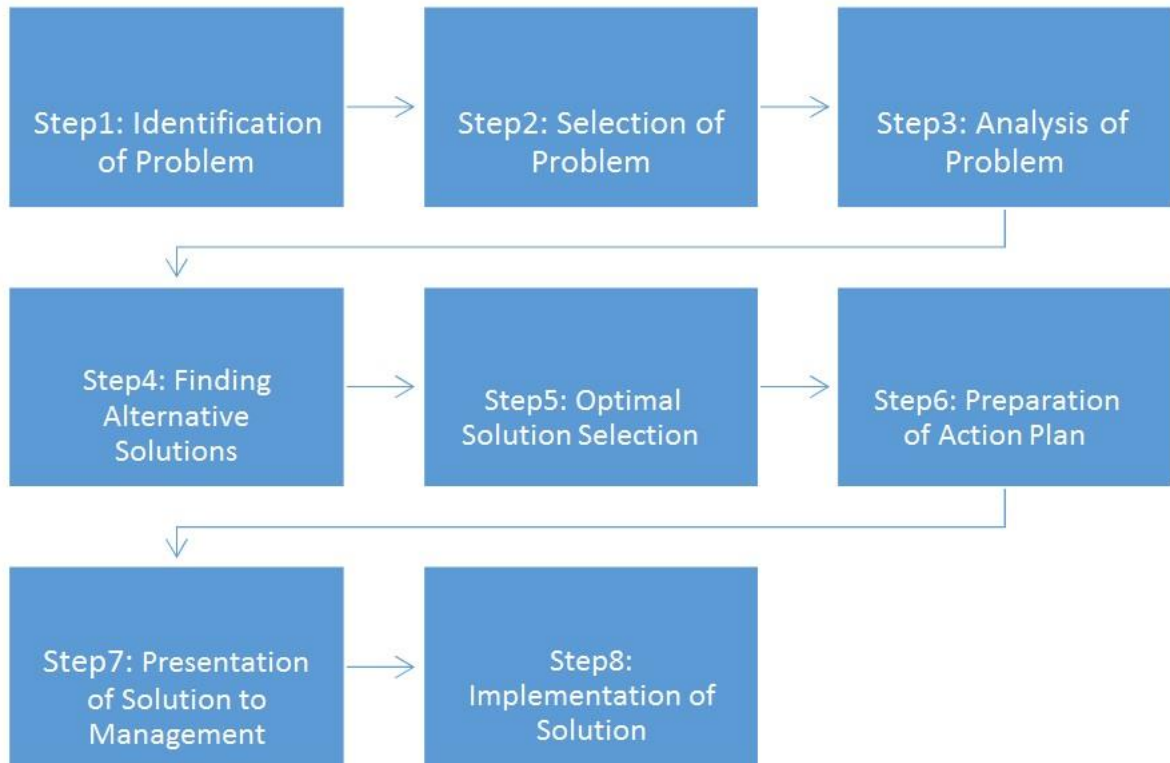 Step1: Identification
of Problem
Step2: Selection of
Problem
Step3: Analysis of
Problem
Step4: Finding
Alternative
Solutions
Step5: Optimal
Solution Selection
Step6: Preparation
of Action Plan
Step7: Presentation
of Solution to
Management
Step8:
Implementation of
Solution